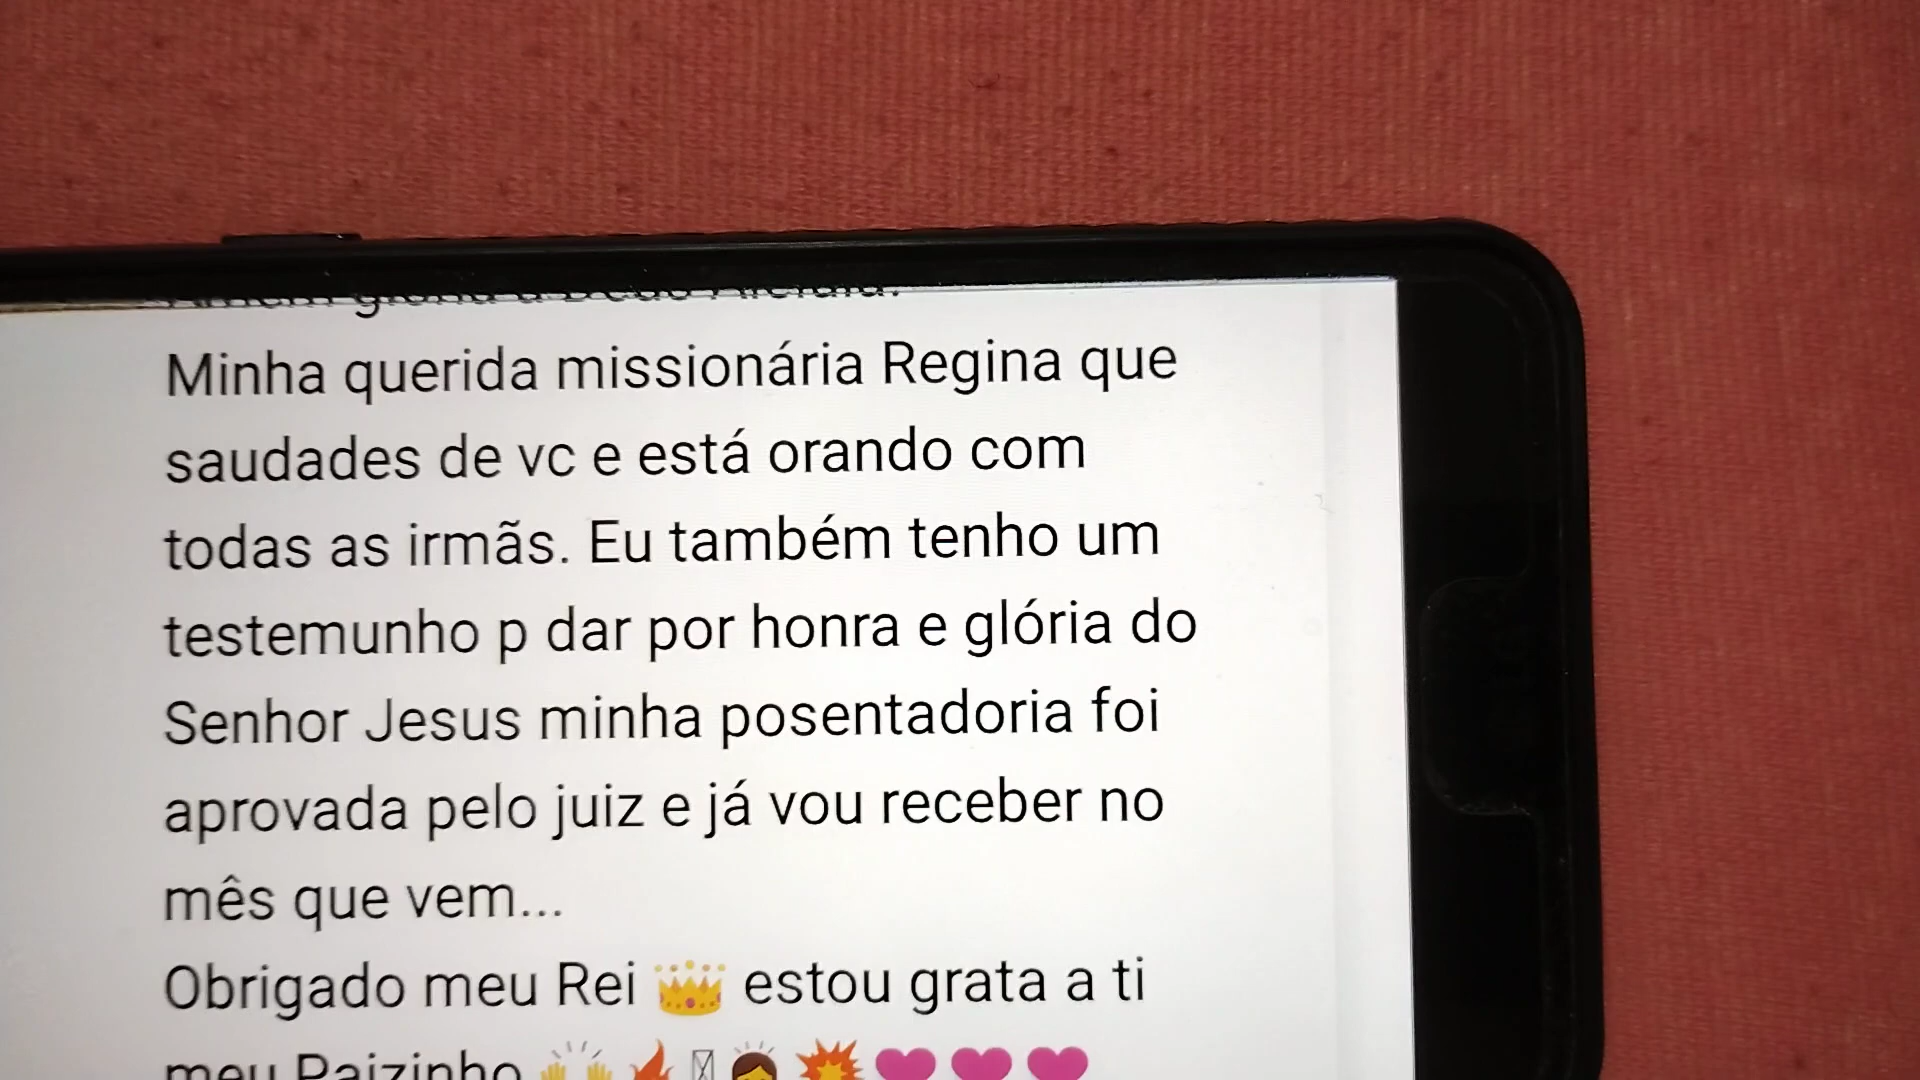 Minha querida missionária Regina que
saudades de vc e está orando com
todas as irmãs. Eu também tenho um
testemunho p dar por honra e glória do
Senhor Jesus minha posentadoria foi
aprovada pelo juiz e já vou receber no
mês que vem...
Obrigado meu Rei 👑 estou grata a ti
meu Paizinho